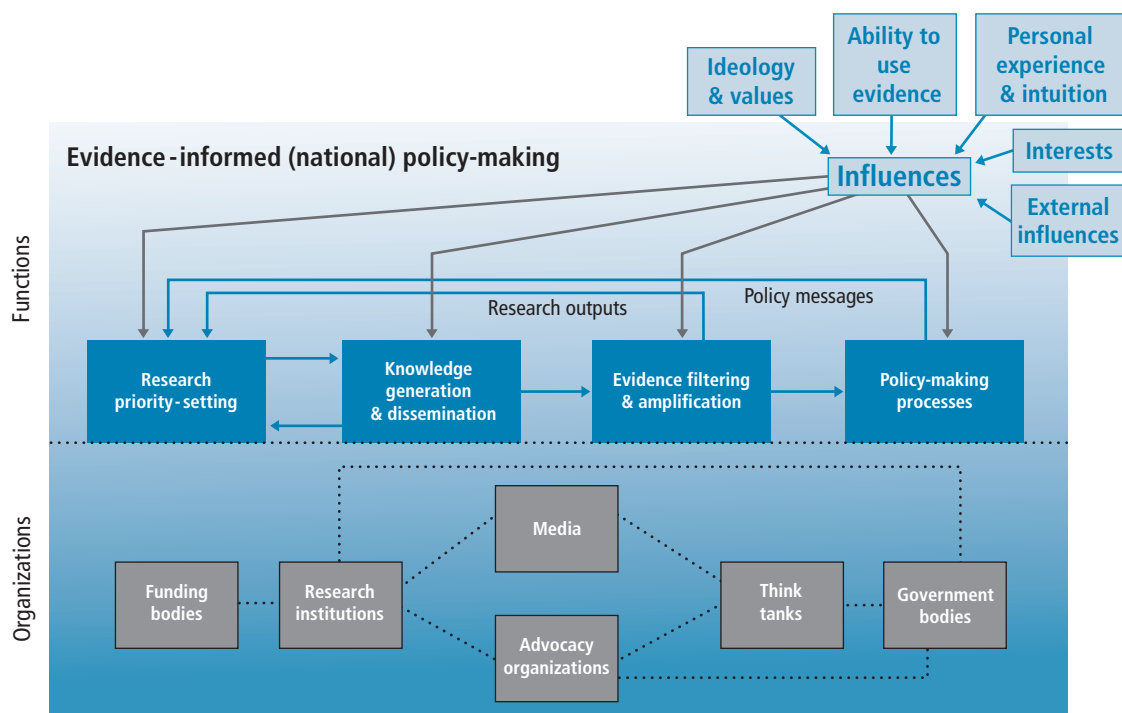 Ideology
& values
Ability to
use
evidence
Personal
experience
& intuition
Evidence-informed (national) policy-making
Influences
Interests
External
influences
Functions
Policy messages
Research outputs
Research
priority-setting
Knowledge
generation
& dissemination
Evidence filtering
& amplification
Policy-making
processes
Organizations
Media
Funding
bodies
Research
institutions
Think
tanks
Government
bodies
Advocacy
organizations